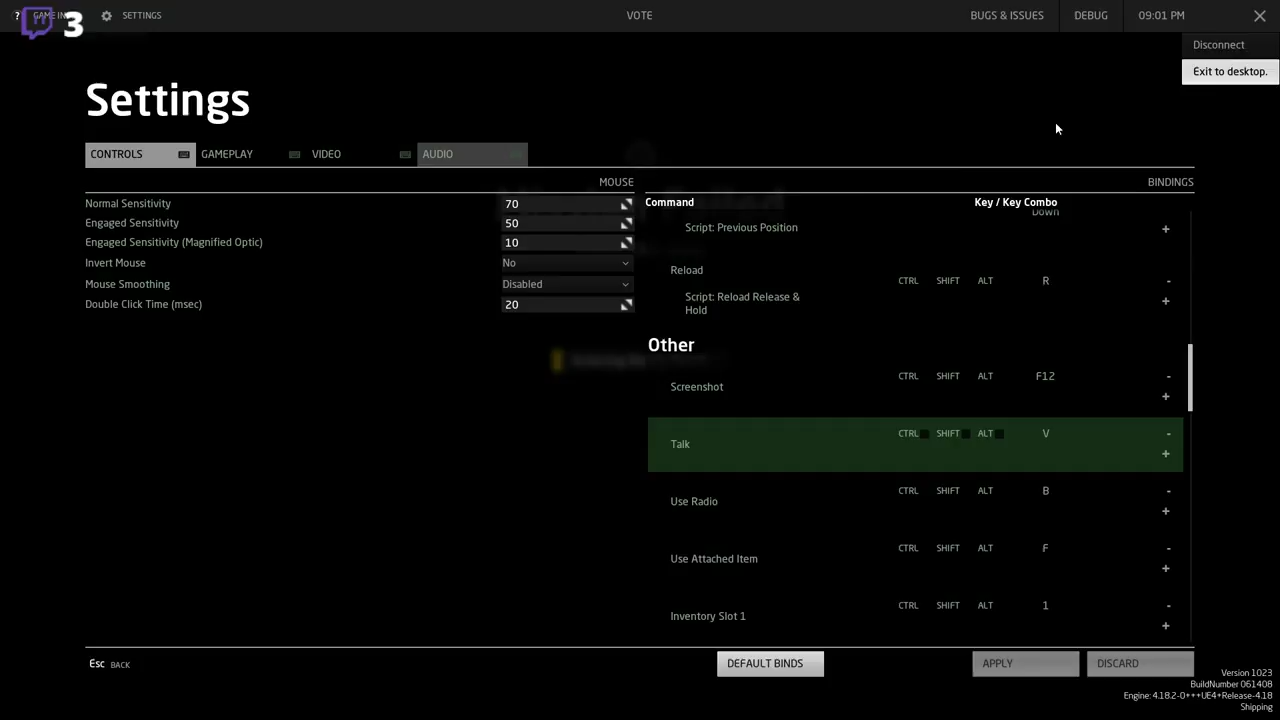 ? GAME IN
3
SETTINGS
VOTE
BUGS & ISSUES
DEBUG
09:01 PM
Disconnect
Exit to desktop.
Settings
CONTROLS
GAMEPLAY
VIDEO
AUDIO
MOUSE
BINDINGS
Normal Sensitivity 70
Engaged Sensitivity 50
Engaged Sensitivity (Magnified Optic) 10
Invert Mouse No
Mouse Smoothing Disabled
Double Click Time (msec) 20
Command Key / Key Combo
Down
Script: Previous Position +
Reload CTRL SHIFT ALT R -
+
Script: Reload Release &
Hold
Other
Screenshot CTRL SHIFT ALT F12 -
+
Talk CTRL SHIFT ALT V -
+
Use Radio CTRL SHIFT ALT B -
+
Use Attached Item CTRL SHIFT ALT F -
+
Inventory Slot 1 CTRL SHIFT ALT 1 -
+
Esc BACK
DEFAULT BINDS
APPLY
DISCARD
Version 1023
BuildNumber 061408
Engine: 4.18.2-0+++UE4+Release-4.18
Shipping